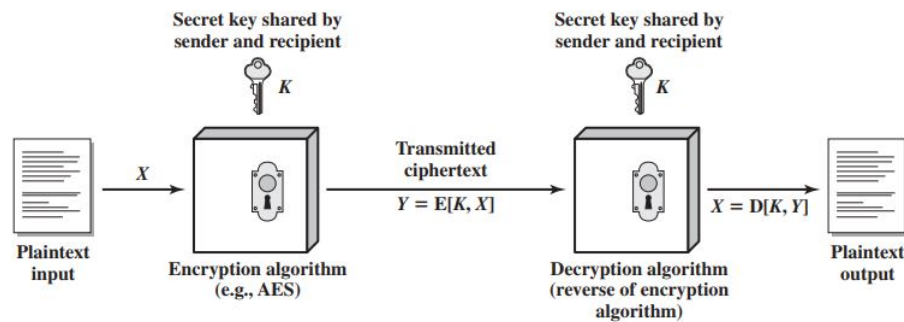 Secret key shared by
sender and recipient
K
Secret key shared by
sender and recipient
K
X
Transmitted
ciphertext
Y = E[K, X]
X = D[K, Y]
Plaintext
input
Encryption algorithm
(e.g., AES)
Decryption algorithm
(reverse of encryption
algorithm)
Plaintext
output